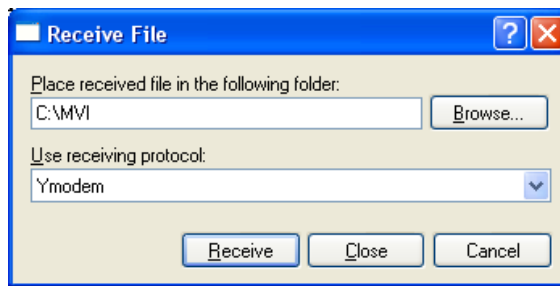 Receive File
Place received file in the following folder:
C:\MVI
Browse...
Use receiving protocol:
Ymodem
Receive Close Cancel